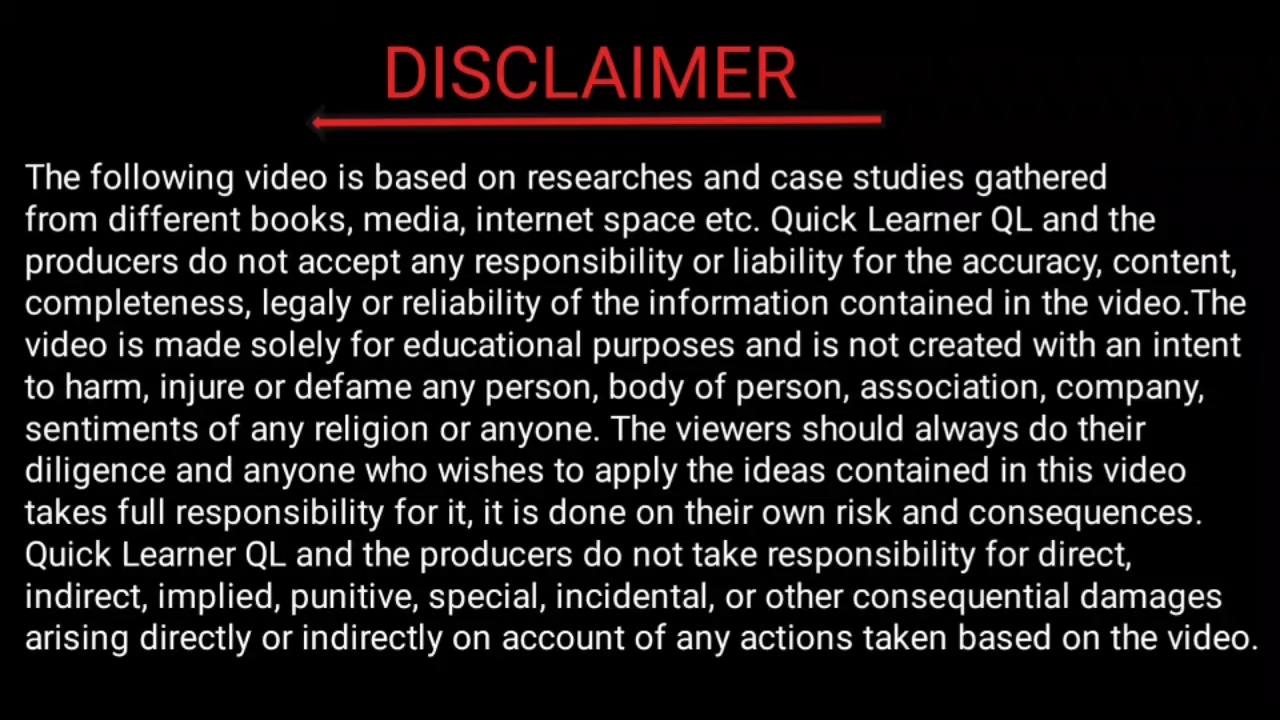 DISCLAIMER
The following video is based on researches and case studies gathered
from different books, media, internet space etc. Quick Learner QL and the
producers do not accept any responsibility or liability for the accuracy, content,
completeness, legaly or reliability of the information contained in the video.The
video is made solely for educational purposes and is not created with an intent
to harm, injure or defame any person, body of person, association, company,
sentiments of any religion or anyone. The viewers should always do their
diligence and anyone who wishes to apply the ideas contained in this video
takes full responsibility for it, it is done on their own risk and consequences.
Quick Learner QL and the producers do not take responsibility for direct,
indirect, implied, punitive, special, incidental, or other consequential damages
arising directly or indirectly on account of any actions taken based on the video.